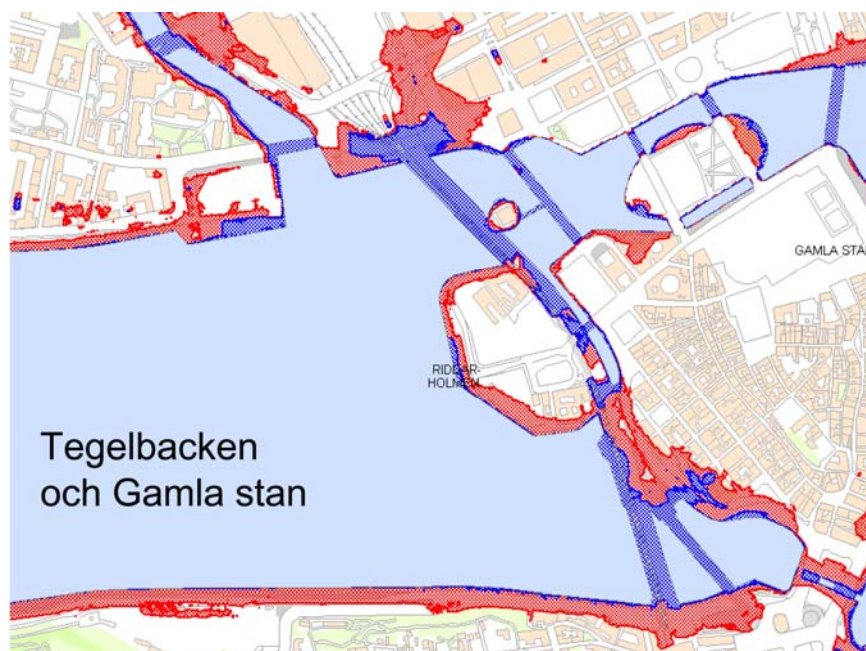 GAMLA STA
RIDDAR-
HOLMEN
Tegelbacken
och Gamla stan